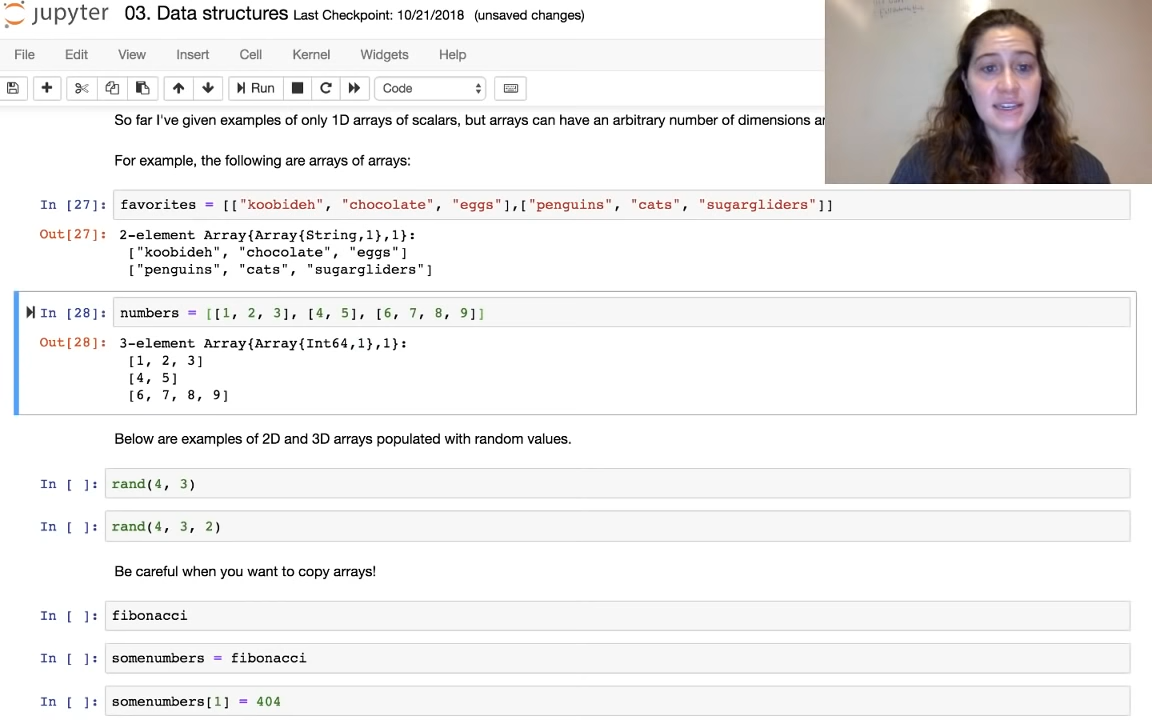 jupyter 03. Data structures Last Checkpoint: 10/21/2018 (unsaved changes)
File Edit View Insert Cell Kernel Widgets Help
Run Code
So far I've given examples of only 1D arrays of scalars, but arrays can have an arbitrary number of dimensions
For example, the following are arrays of arrays:
In [27]: favorites = [["koobideh", "chocolate", "eggs"],["penguins", "cats", "sugargliders"]]
Out[27]: 2-element Array{Array{String,1},1}:
["koobideh", "chocolate", "eggs"]
["penguins", "cats", "sugargliders"]
In [28]: numbers = [[1, 2, 3], [4, 5], [6, 7, 8, 9]]
Out[28]: 3-element Array{Array{Int64,1},1}:
[1, 2, 3]
[4, 5]
[6, 7, 8, 9]
Below are examples of 2D and 3D arrays populated with random values.
In [ ]: rand(4, 3)
In [ ]: rand(4, 3, 2)
Be careful when you want to copy arrays!
In [ ]: fibonacci
In [ ]: somenumbers = fibonacci
In [ ]: somenumbers[1] = 404